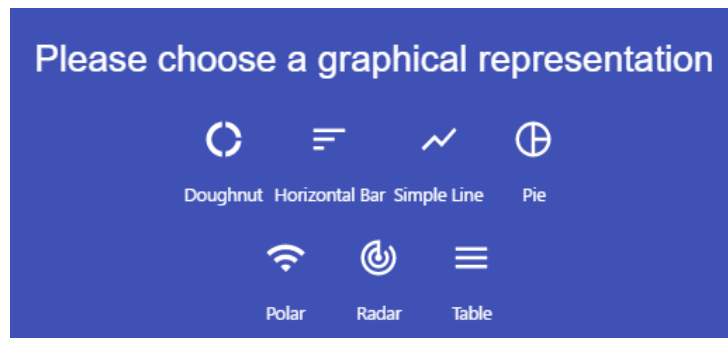 Please choose a graphical representation
Doughnut Horizontal Bar Simple Line Pie
Polar Radar Table